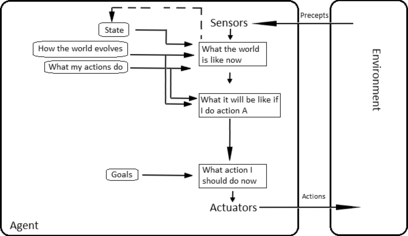 Sensors
Precepts
State
How the world evolves
What the world
is like now
What my actions do
What it will be like if
I do action A
Environment
What action I
should do now
Goals
Actuators
Actions
Agent